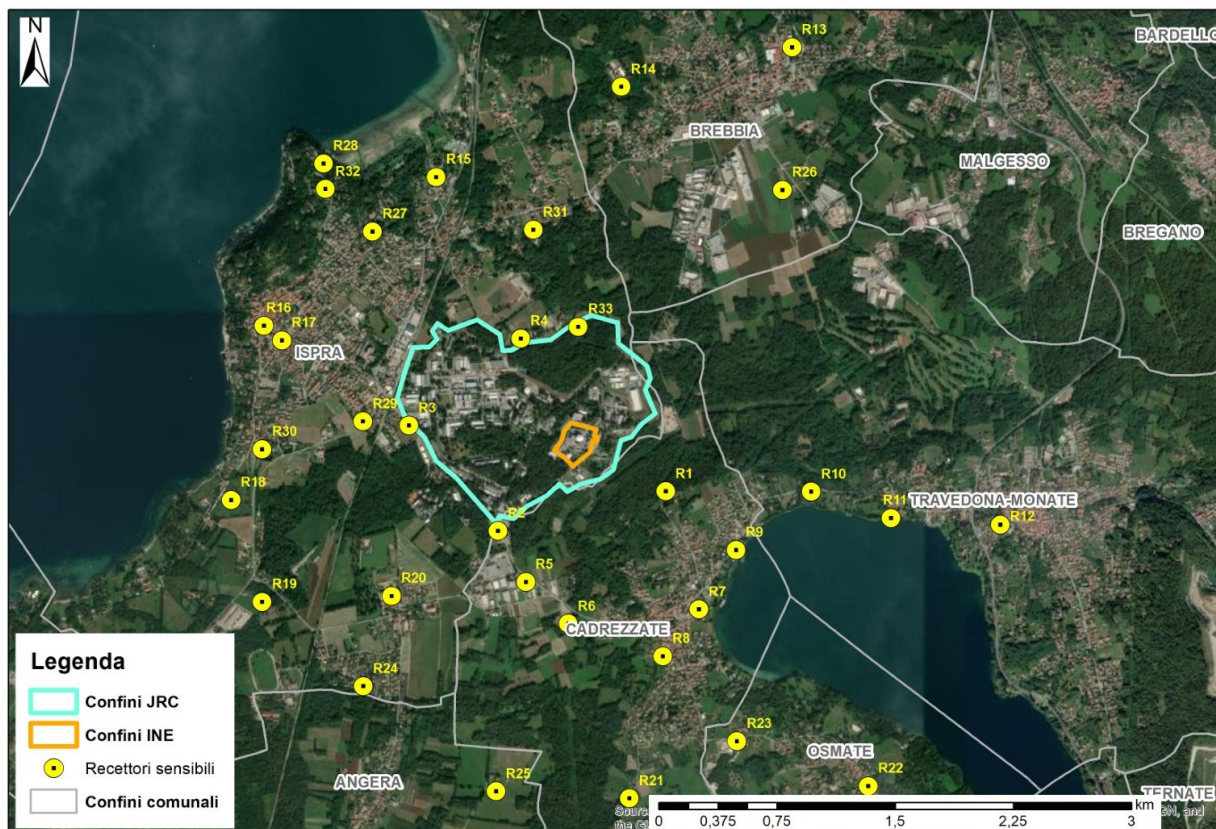 N
R13
BARDELLO
R14
BREBBIA
MALGESSO
R28
R15
R32
R26
R27
R31
BREGANO
R16
R17
ISPRA
R4
R33
R29
R3
R30
R1
R10
R18
R11
TRAVEDONA-MONATE
R2
R12
R9
R5
R19
R20
R6
R7
CADREZZATE
R8
R24
R23
OSMATE
ANGERA
R25
R21
R22
TERNATE
Legenda
Confini JRC
Confini INE
Recettori sensibili
Confini comunali
km
0 0,375 0,75 1,5 2,25 3